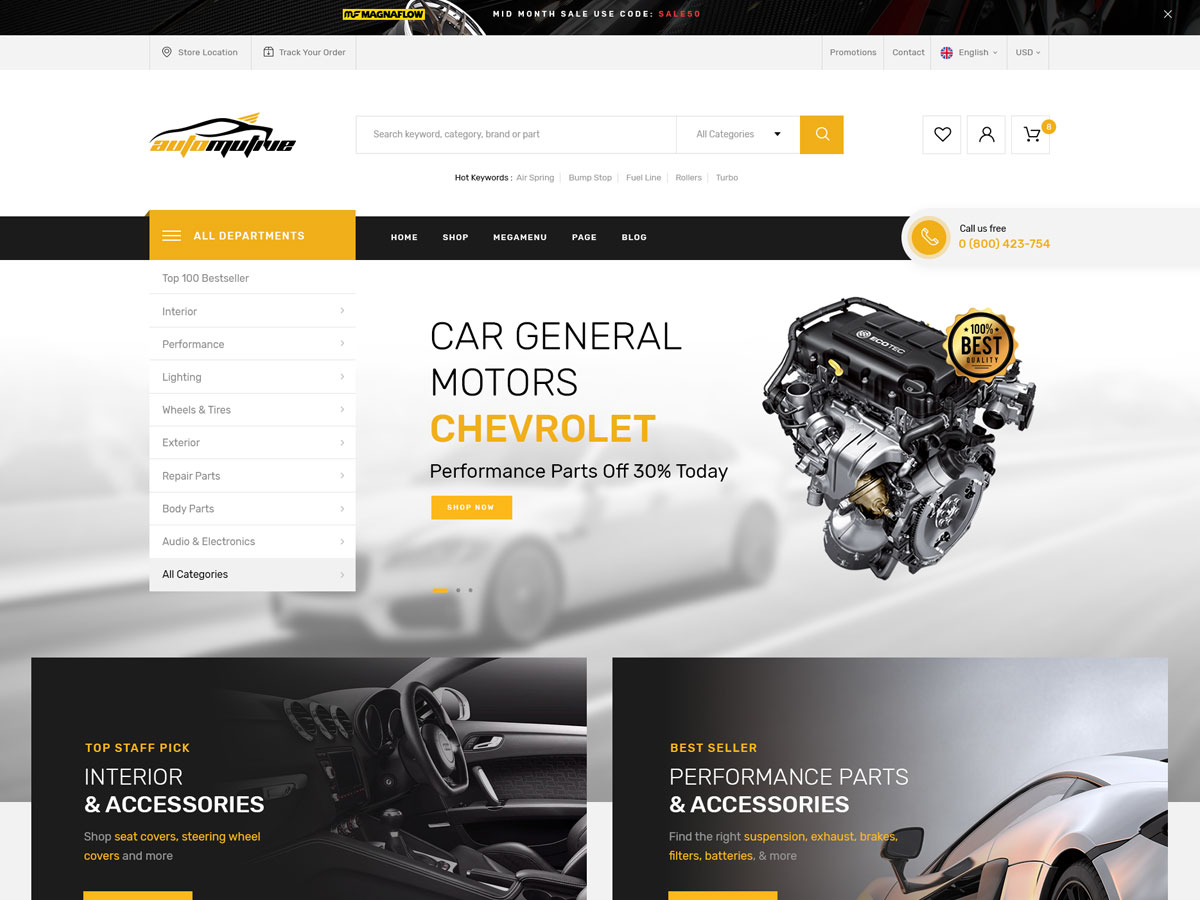 MAGNAFLOW
MID MONTH SALE USE CODE: SALE50
Store Location
Track Your Order
Promotions
Contact
English
USD
automotive
Search keyword, category, brand or part
All Categories
8
Hot Keywords : Air Spring Bump Stop Fuel Line Rollers Turbo
ALL DEPARTMENTS
HOME
SHOP
MEGAMENU
PAGE
BLOG
Call us free
0 (800) 423-754
Top 100 Bestseller
Interior
Performance
Lighting
Wheels & Tires
Exterior
Repair Parts
Body Parts
Audio & Electronics
All Categories
CAR GENERAL
MOTORS
CHEVROLET
Performance Parts Off 30% Today
SHOP NOW
ECOTEC
100%
BEST
QUALITY
TOP STAFF PICK
INTERIOR
& ACCESSORIES
Shop seat covers, steering wheel
covers and more
BEST SELLER
PERFORMANCE PARTS
& ACCESSORIES
Find the right suspension, exhaust, brakes,
filters, batteries, & more